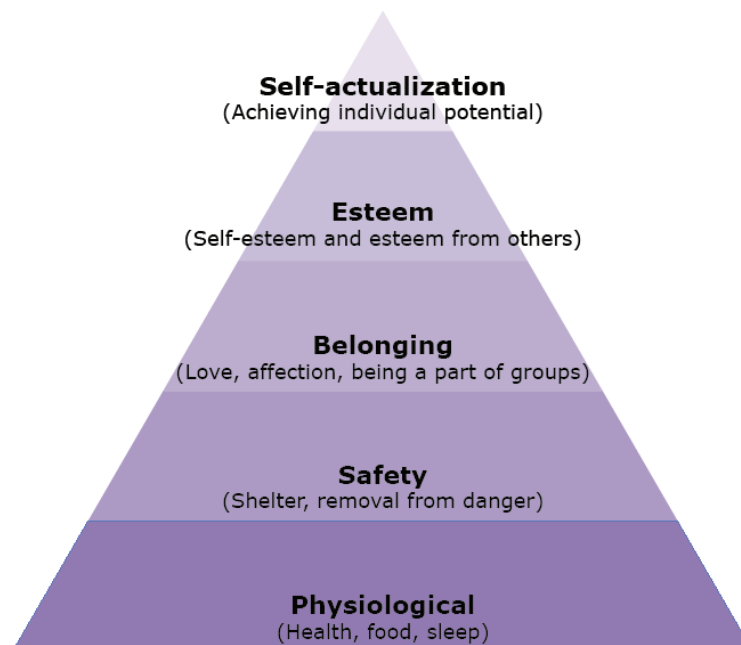 Self-actualization
(Achieving individual potential)
Esteem
(Self-esteem and esteem from others)
Belonging
(Love, affection, being a part of groups)
Safety
(Shelter, removal from danger)
Physiological
(Health, food, sleep)